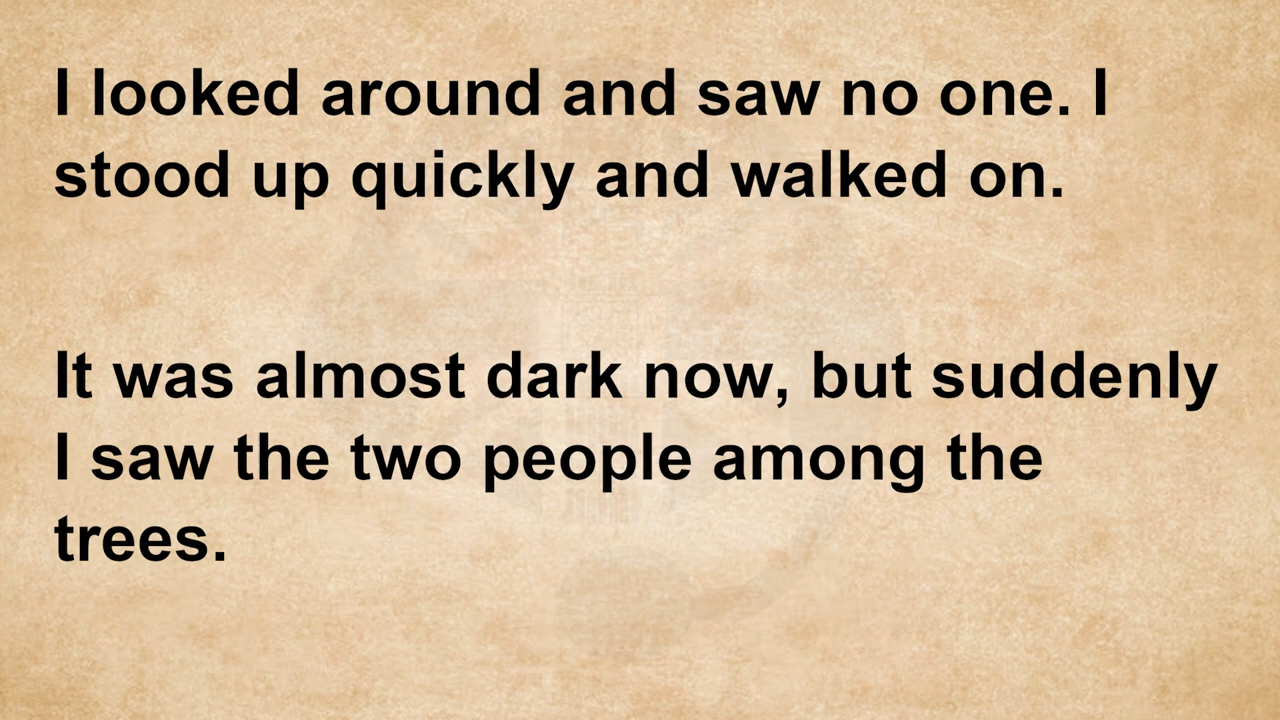 I looked around and saw no one. I
stood up quickly and walked on.
It was almost dark now, but suddenly
I saw the two people among the
trees.